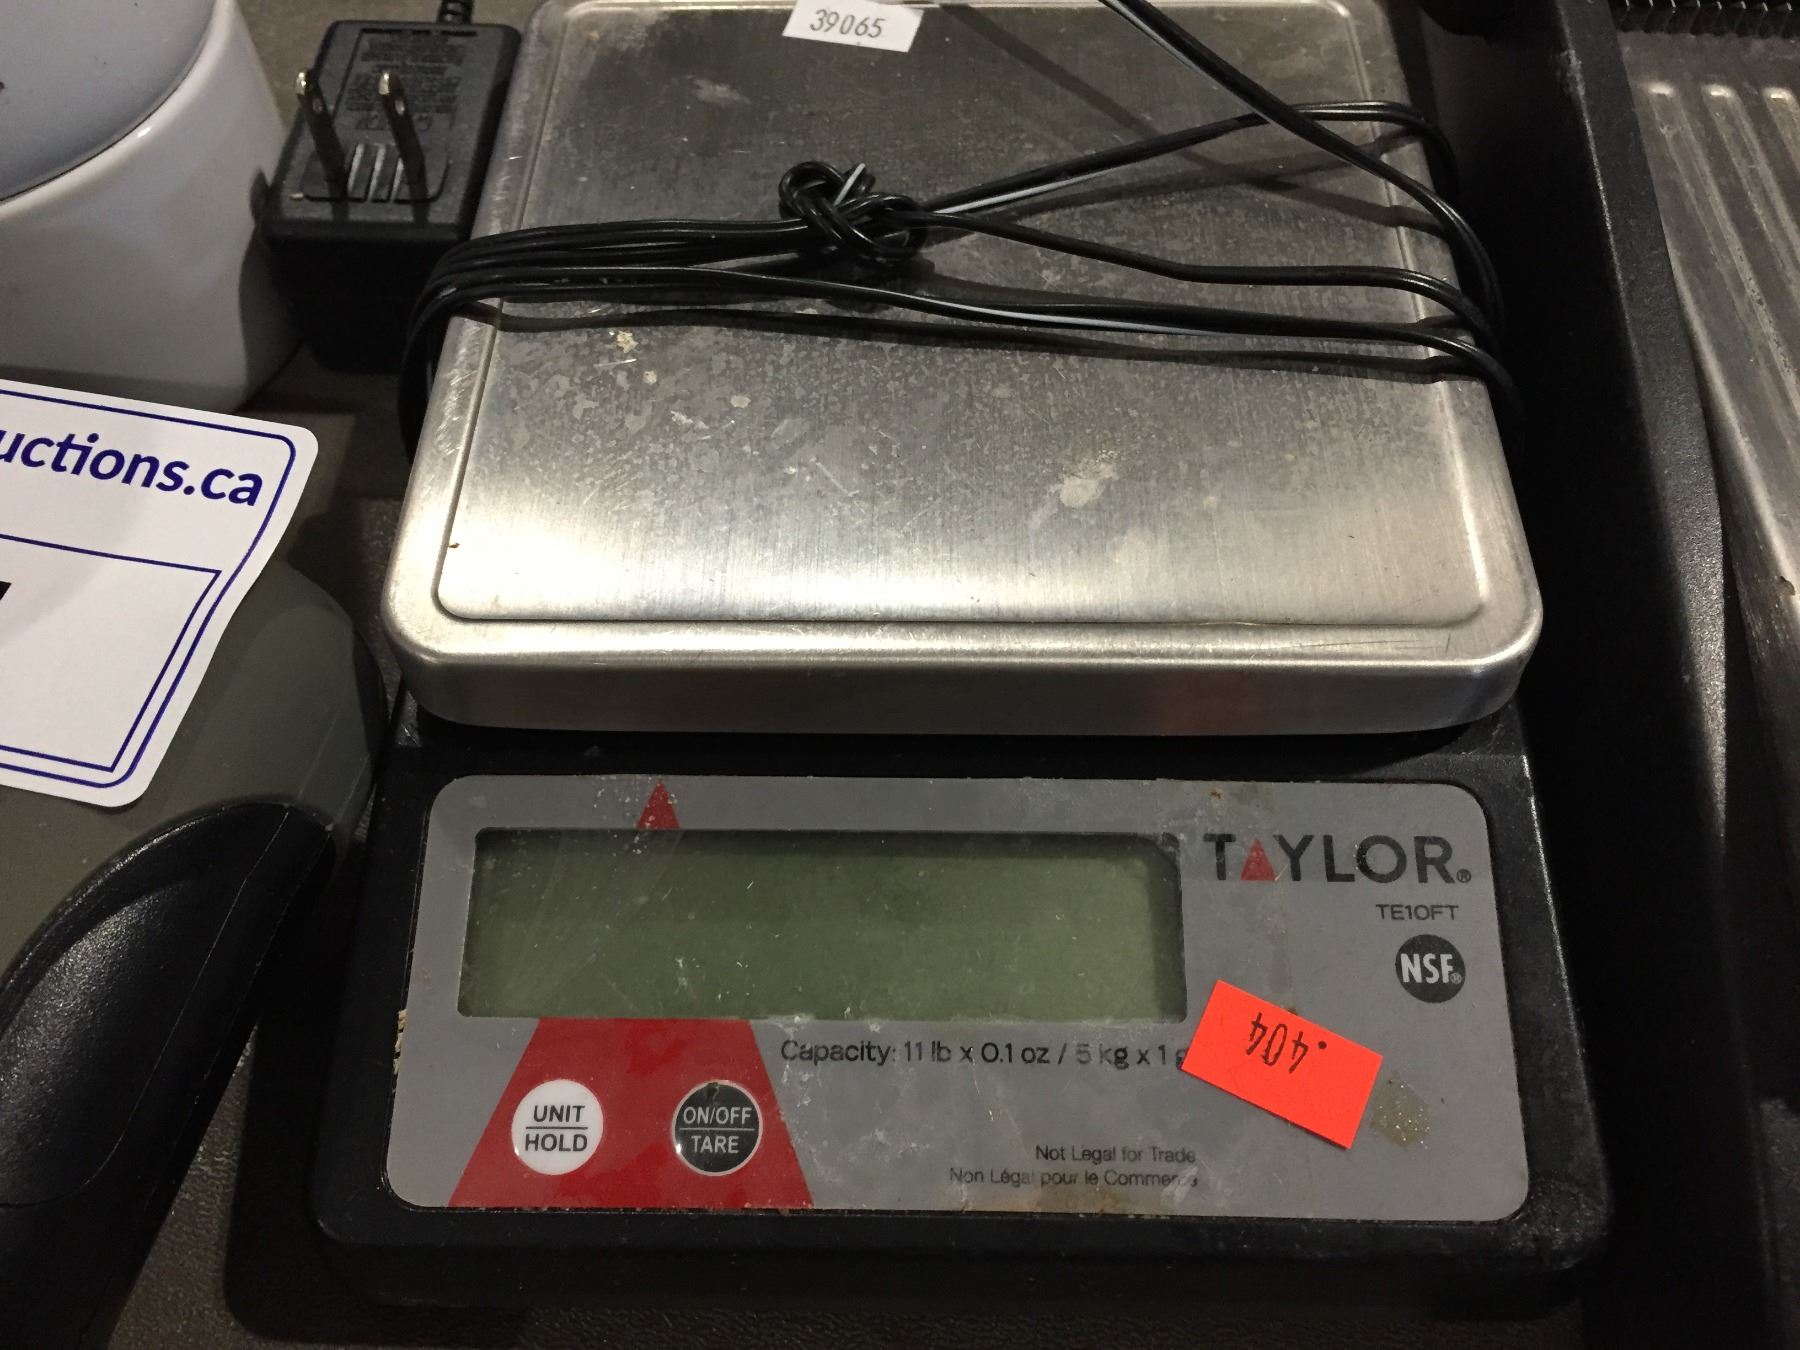 39065
uctions.ca
TAYLOR®
TE10FT
NSF®
Capacity: 11 lb x 0.1 oz / 5 kg x 1 g
.404
UNIT
HOLD
ON/OFF
TARE
Not Legal for Trade
Non Légal pour le Commerce